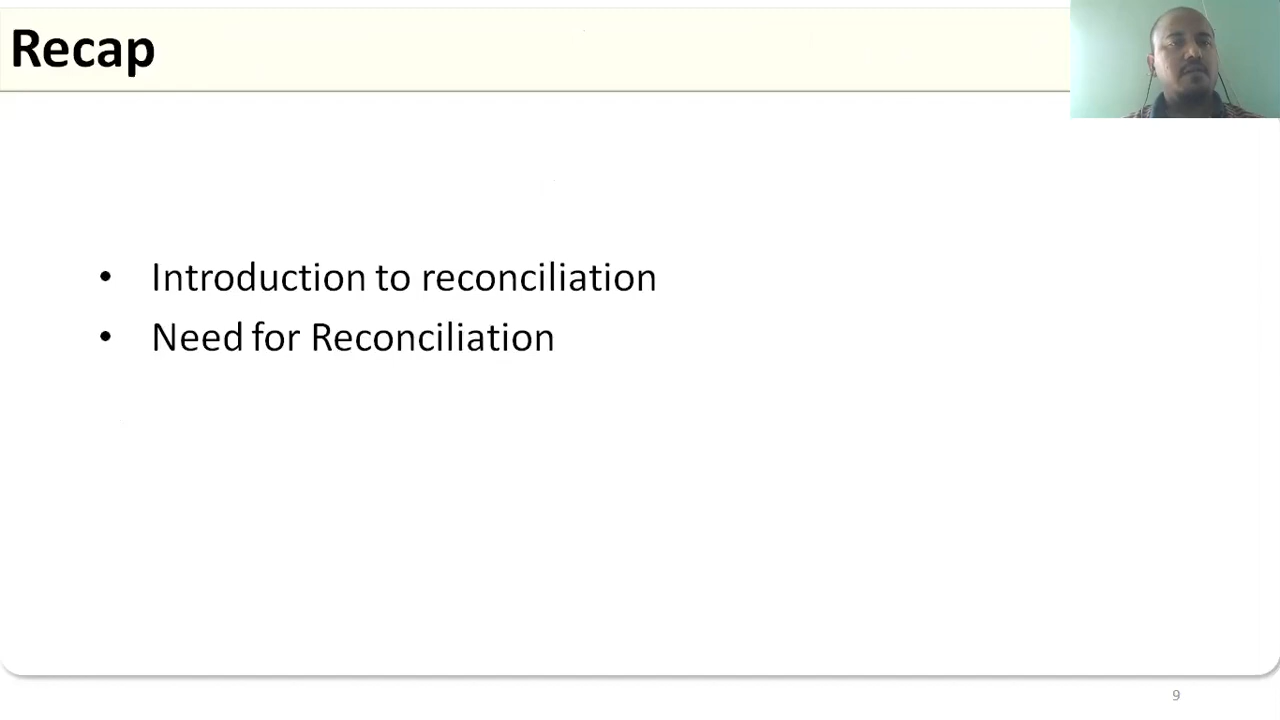 Recap
• Introduction to reconciliation
• Need for Reconciliation
9